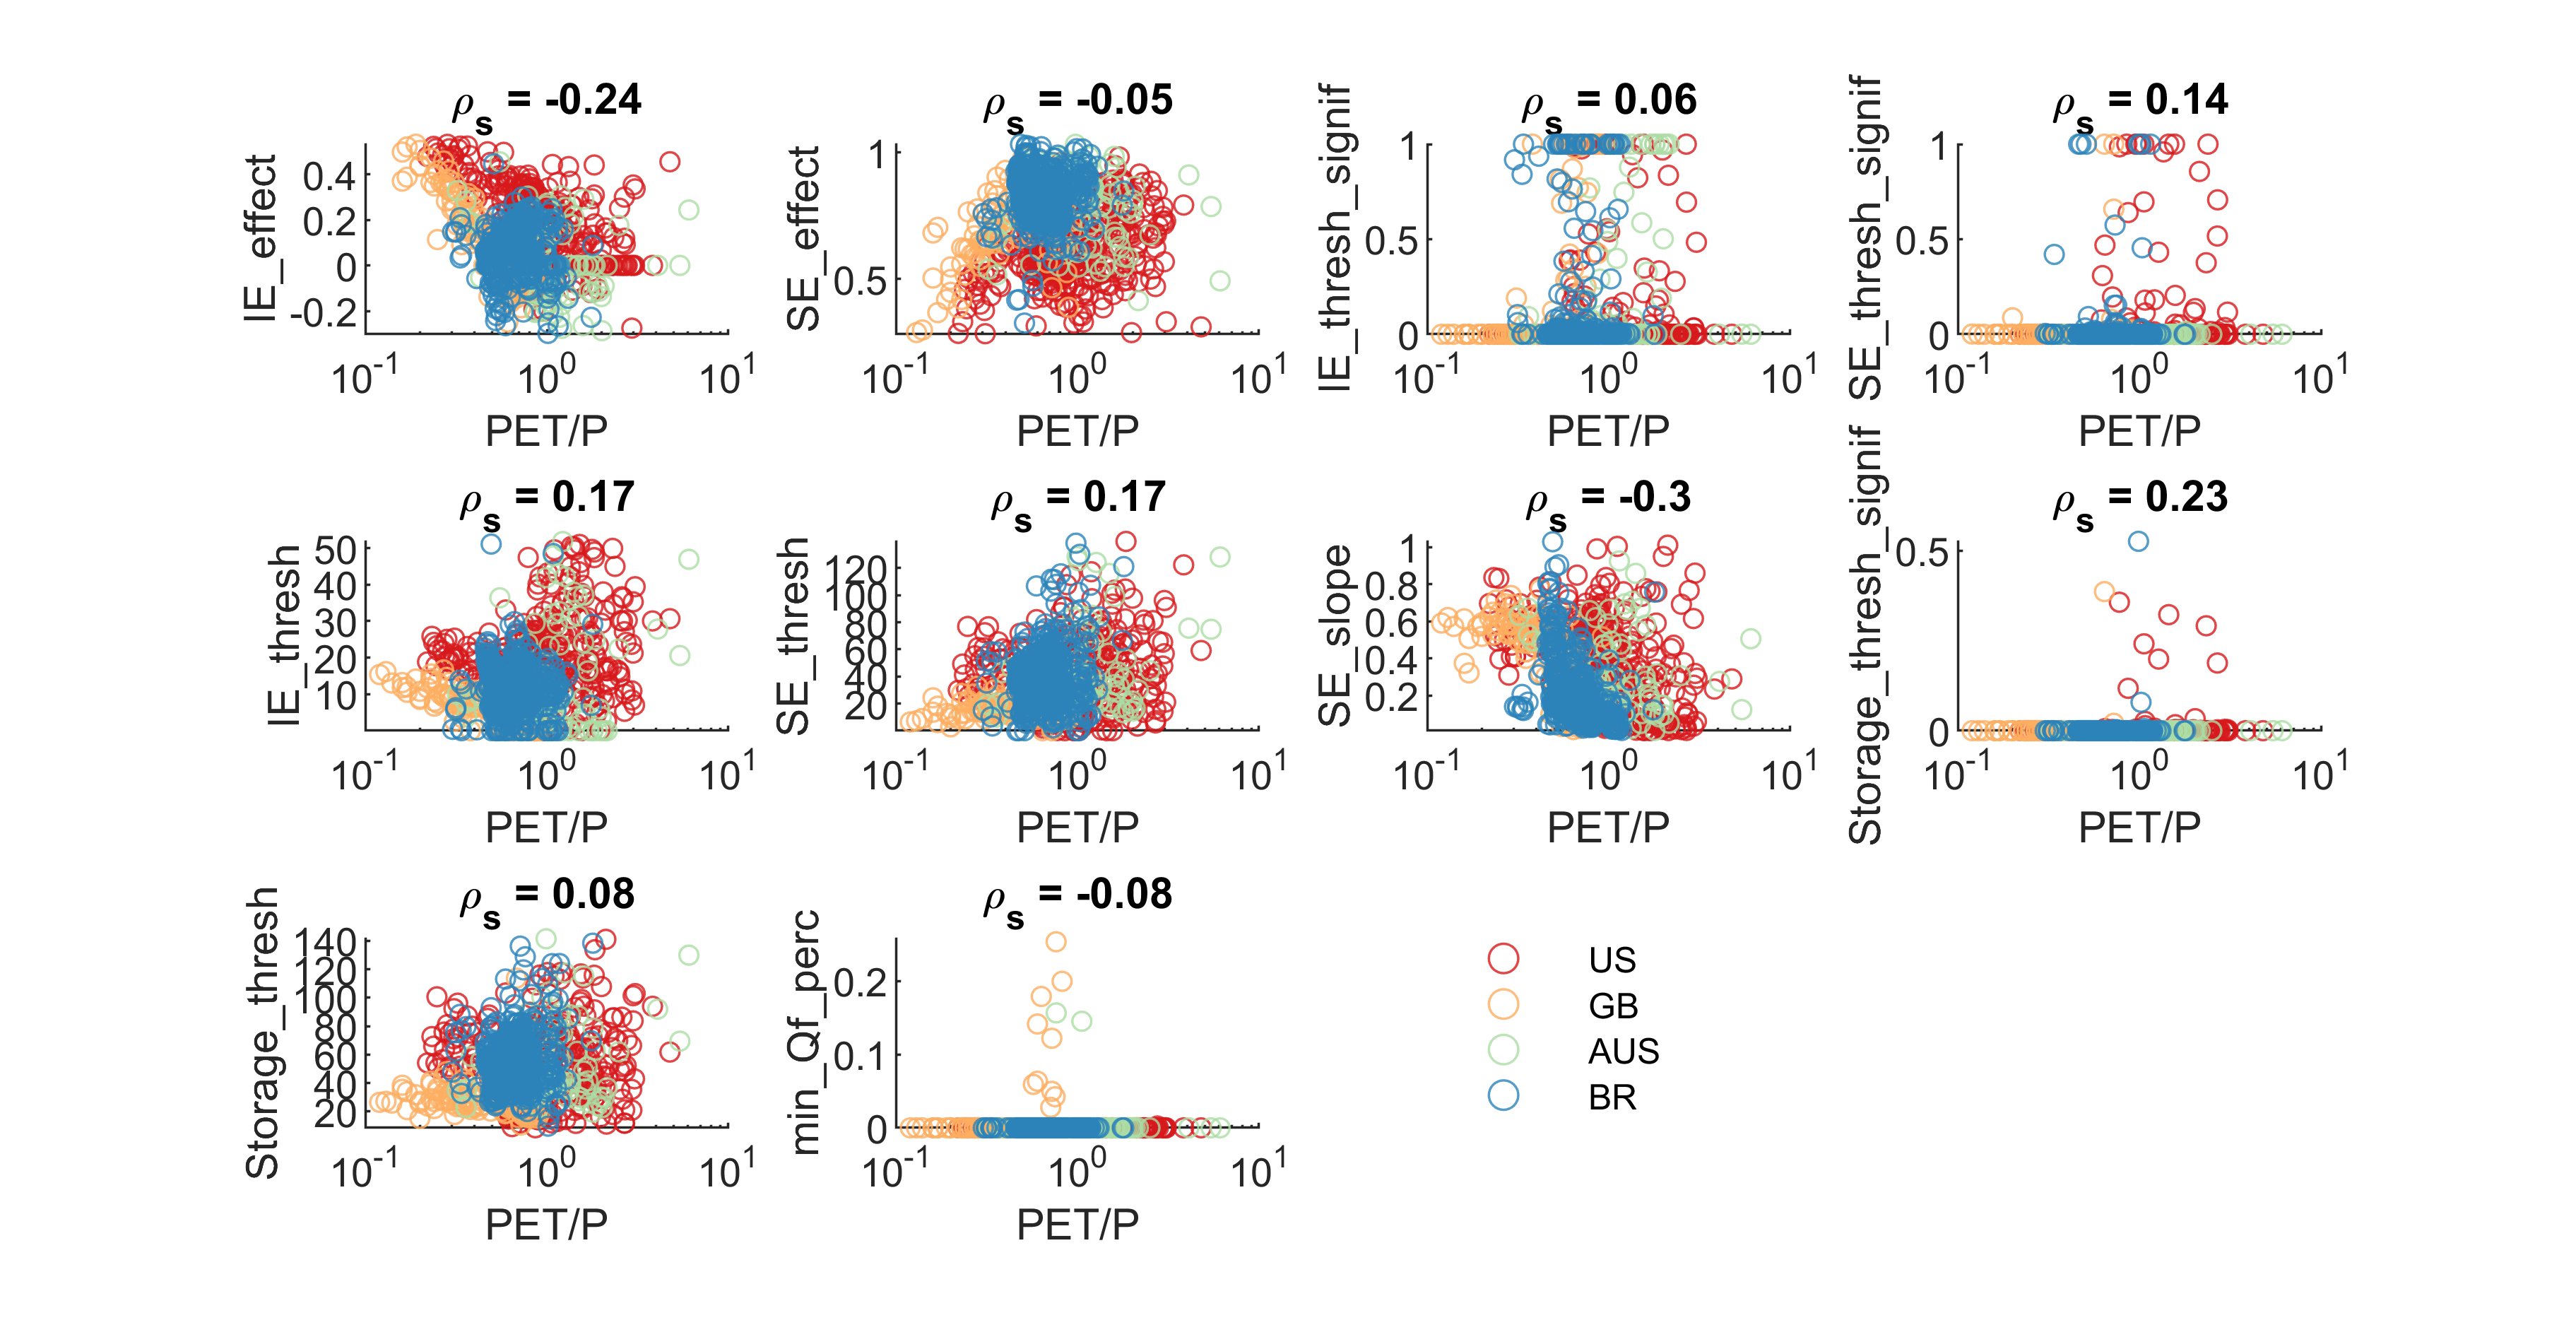 ρs = -0.24
IE_effect
0.4
0.2
0
-0.2
10-1 100 101
PET/P
ρs = -0.05
SE_effect
1
0.5
10-1 100 101
PET/P
ρs = 0.06
IE_thresh_signif
1
0.5
0
10-1 100 101
PET/P
ρs = 0.14
SE_thresh_signif
1
0.5
0
10-1 100 101
PET/P
ρs = 0.17
IE_thresh
50
40
30
20
10
10-1 100 101
PET/P
ρs = 0.17
SE_thresh
120
100
80
60
40
20
10-1 100 101
PET/P
ρs = -0.3
SE_slope
1
0.8
0.6
0.4
0.2
10-1 100 101
PET/P
ρs = 0.23
Storage_thresh_signif
0.5
0
10-1 100 101
PET/P
ρs = 0.08
Storage_thresh
140
120
100
80
60
40
20
10-1 100 101
PET/P
ρs = -0.08
min_Qf_perc
0.2
0.1
0
10-1 100 101
PET/P
US
GB
AUS
BR